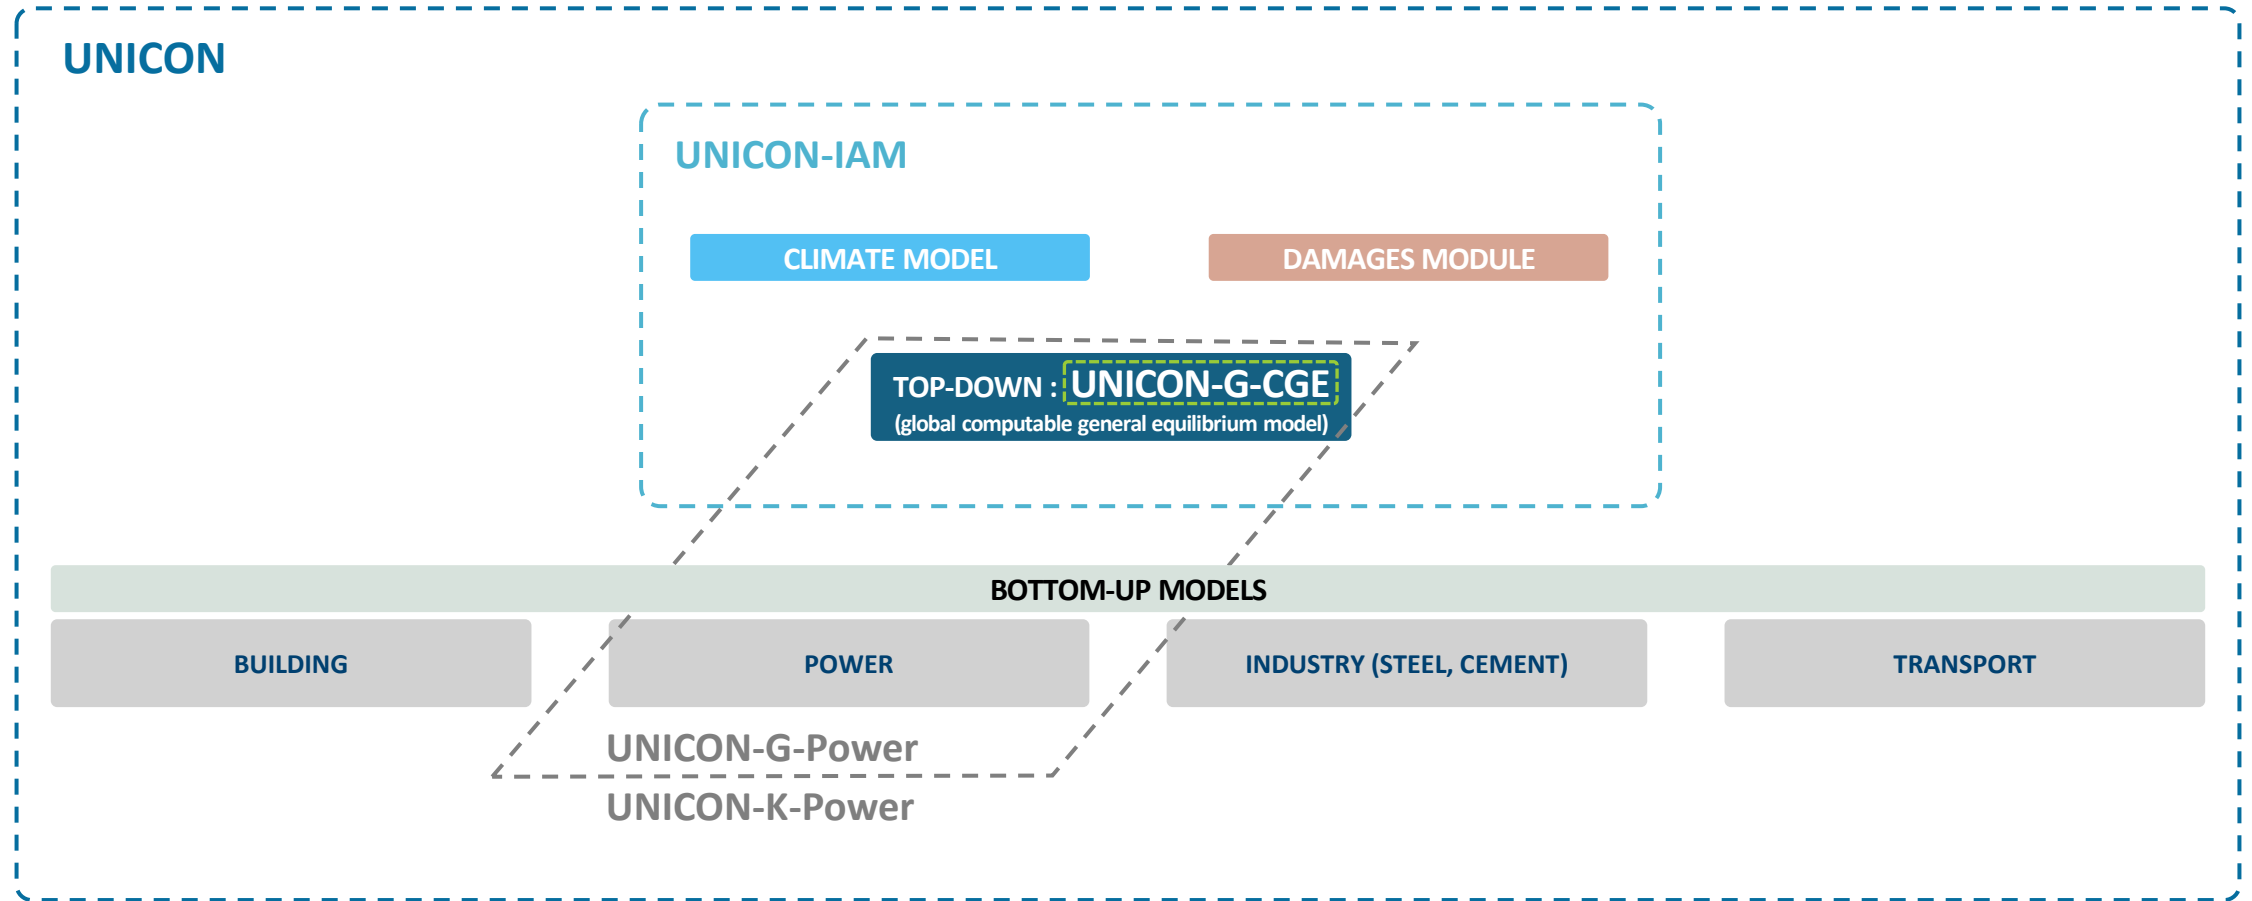 UNICON
UNICON-IAM
CLIMATE MODEL
DAMAGES MODULE
TOP-DOWN : UNICON-G-CGE
(global computable general equilibrium model)
BOTTOM-UP MODELS
BUILDING
POWER
INDUSTRY (STEEL, CEMENT)
TRANSPORT
UNICON-G-Power
UNICON-K-Power